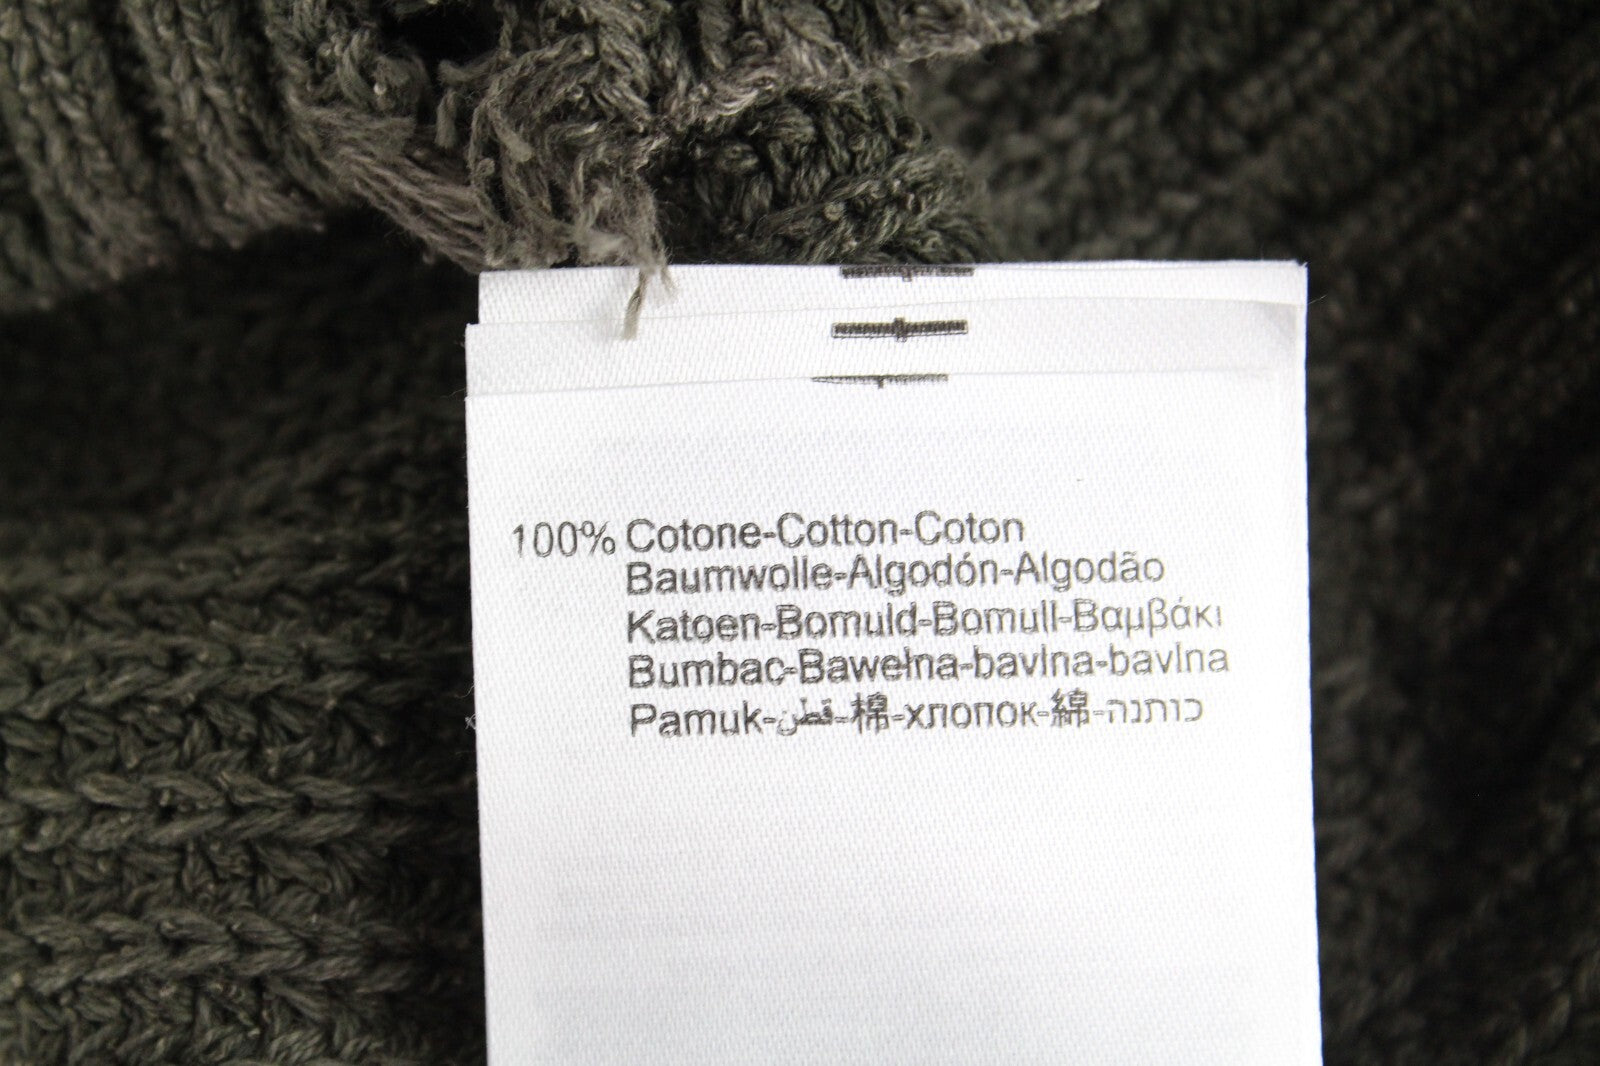 100% Cotone-Cotton-Coton
Baumwolle-Algodón-Algodão
Katoen-Bomuld-Bomull-Βαμβάκι
Bumbac-Bawełna-bavlna-bavlna
Pamuk-قطن-棉-хлопок-綿-כותנה